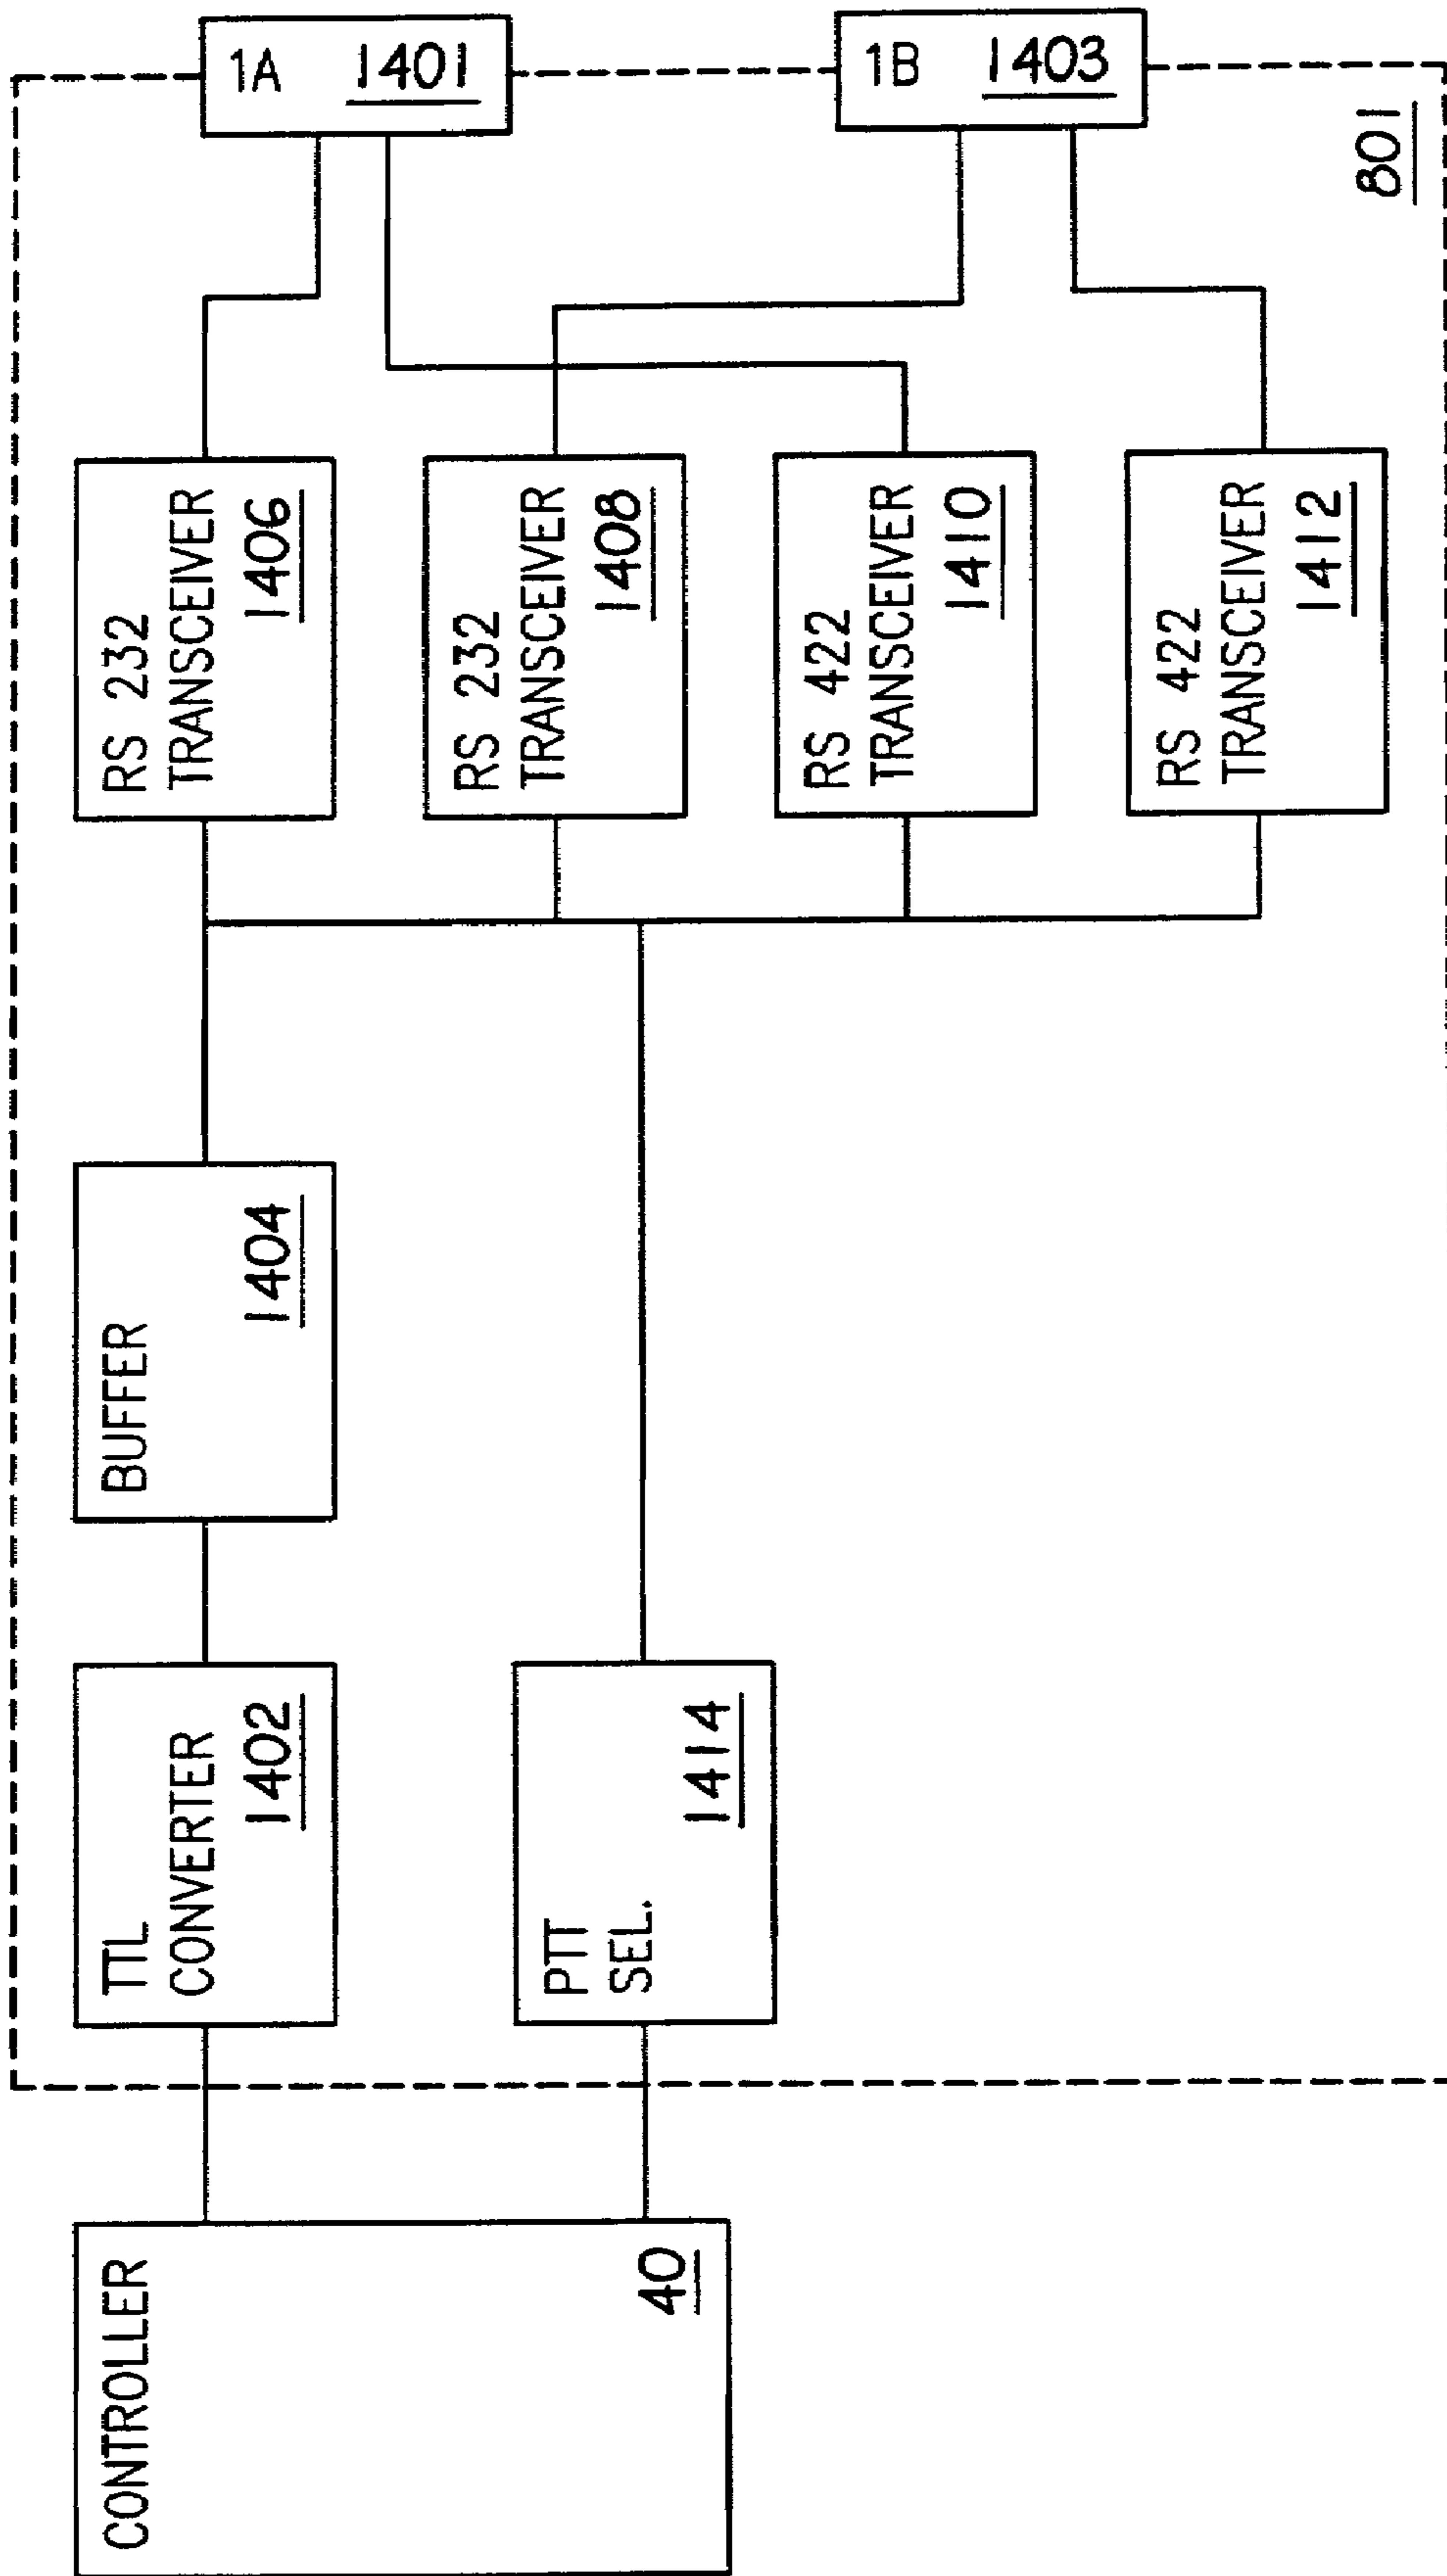 CONTROLLER
40
TTL
CONVERTER
1402
BUFFER
1404
PTT
SEL.
1414
RS 232
TRANSCEIVER
1406
RS 232
TRANSCEIVER
1408
RS 422
TRANSCEIVER
1410
RS 422
TRANSCEIVER
1412
1A 1401
1B 1403
801